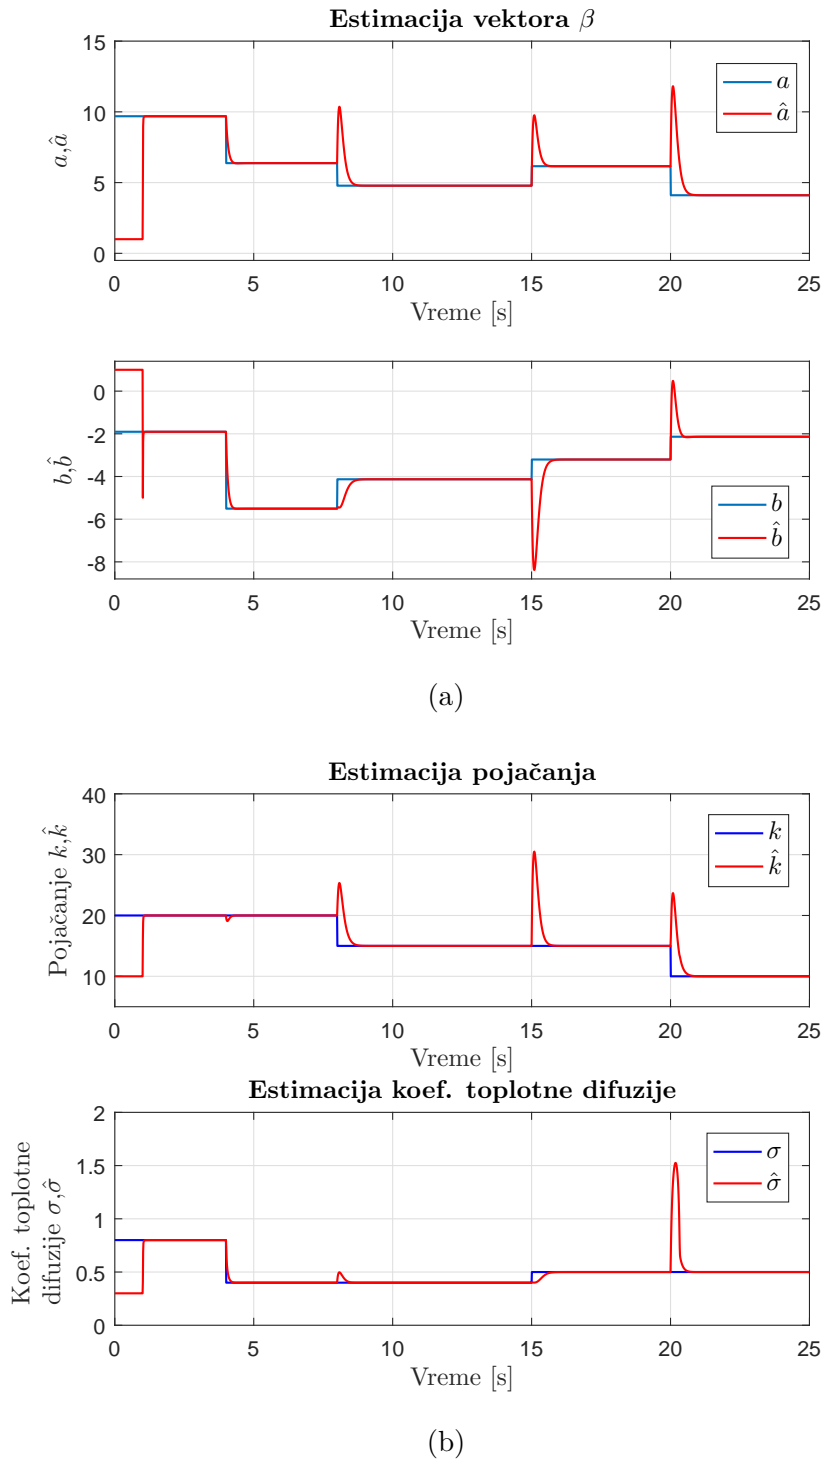 Estimacija vektora β
15
10
5
0
a,â
a
â
0 5 10 15 20 25
Vreme [s]
0
-2
-4
-6
-8
b,b̂
b
b̂
0 5 10 15 20 25
Vreme [s]
(a)
Estimacija pojačanja
40
30
20
10
Pojačanje k,k̂
k
k̂
0 5 10 15 20 25
Vreme [s]
Estimacija koef. toplotne difuzije
2
1.5
1
0.5
0
Koef. toplotne
difuzije σ,σ̂
σ
σ̂
0 5 10 15 20 25
Vreme [s]
(b)